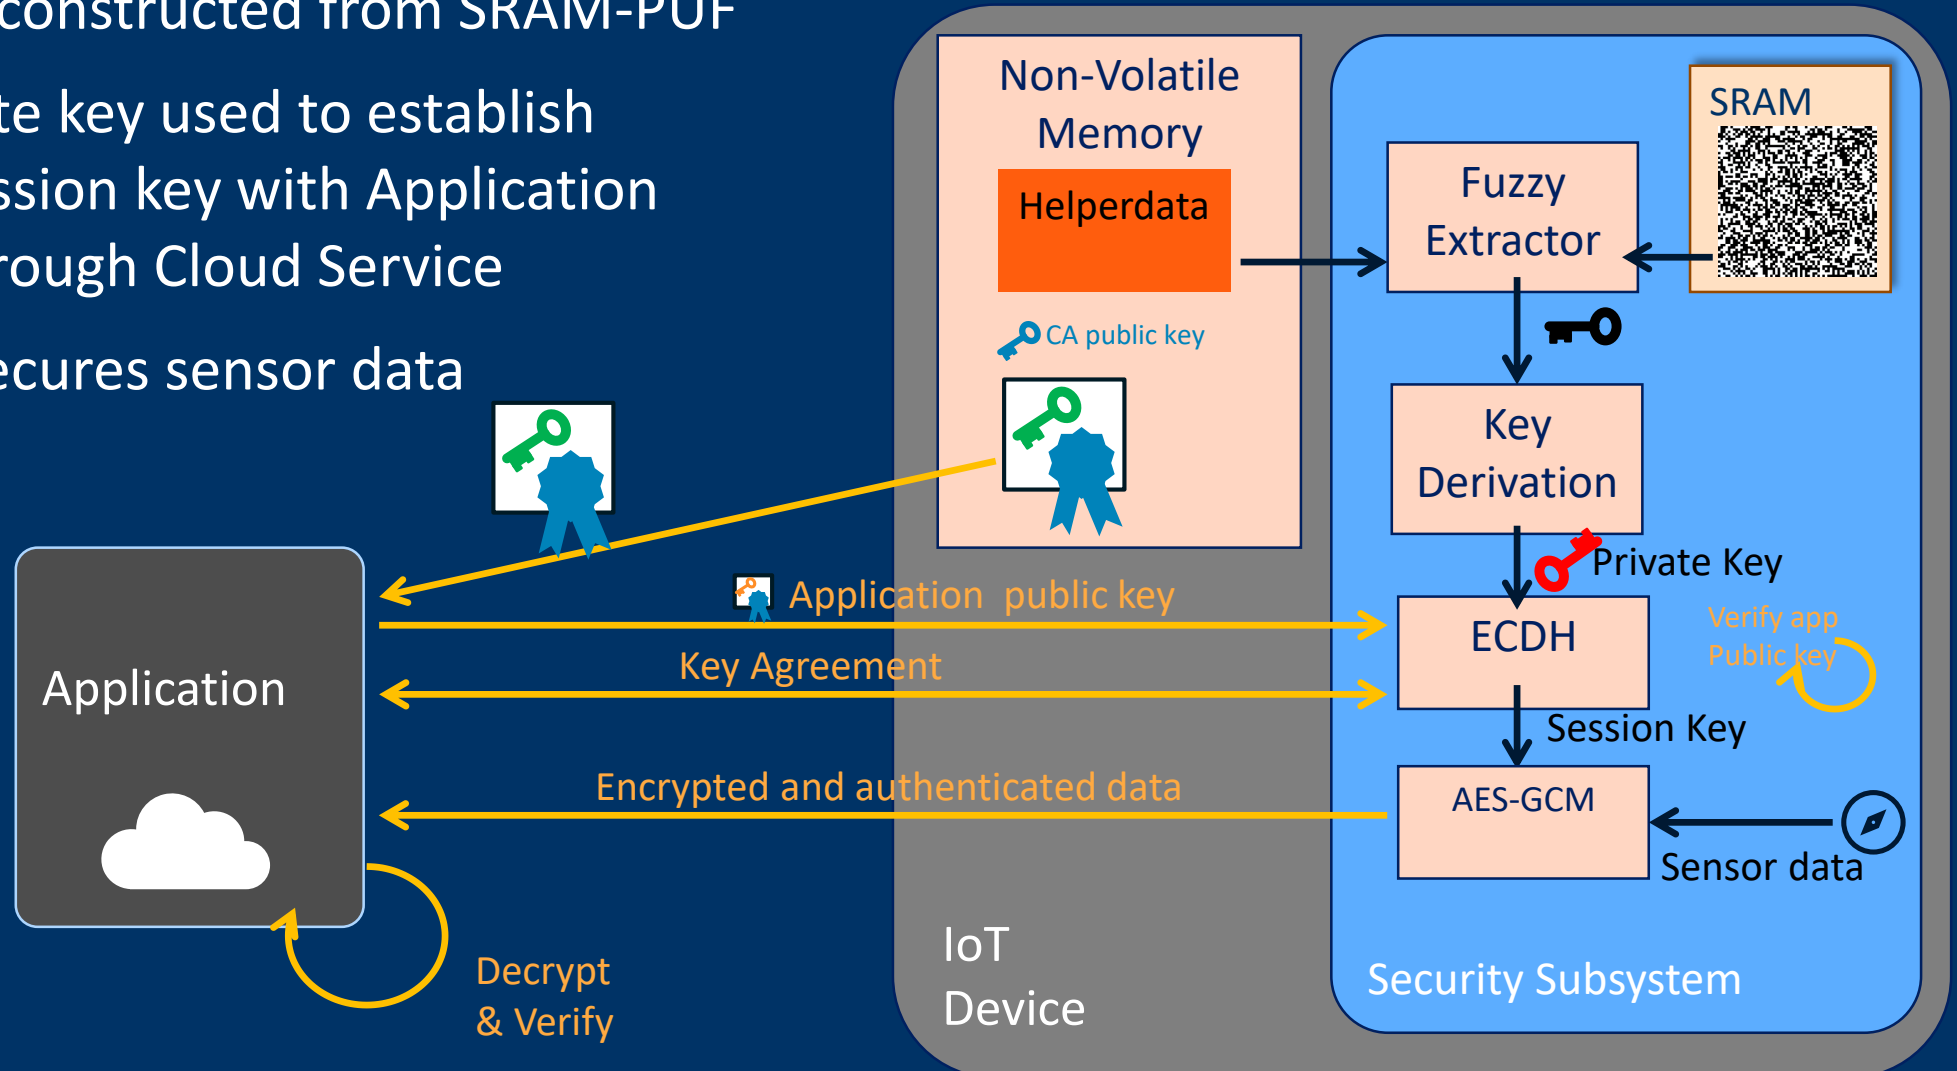 constructed from SRAM-PUF
te key used to establish
ssion key with Application
rough Cloud Service
ecures sensor data
Non-Volatile
Memory
Helperdata
CA public key
SRAM
Fuzzy
Extractor
Key
Derivation
Private Key
Application public key
ECDH
Verify app
Public key
Key Agreement
Session Key
Application
Encrypted and authenticated data
AES-GCM
Sensor data
Decrypt
& Verify
IoT
Device
Security Subsystem